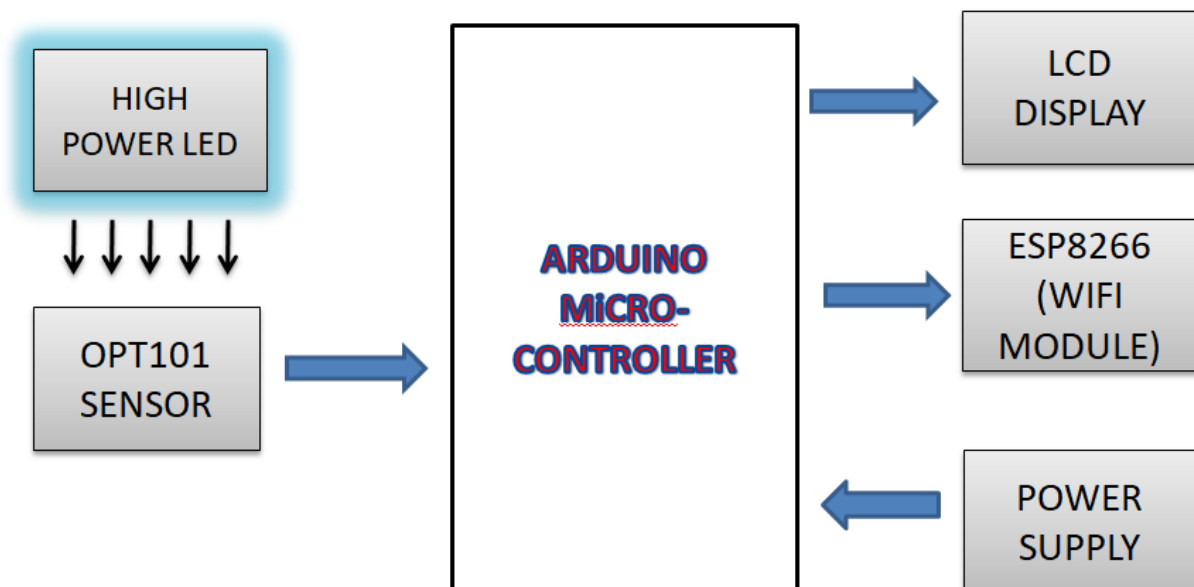 HIGH
POWER LED
OPT101
SENSOR
ARDUINO
MiCRO-
CONTROLLER
LCD
DISPLAY
ESP8266
(WIFI
MODULE)
POWER
SUPPLY